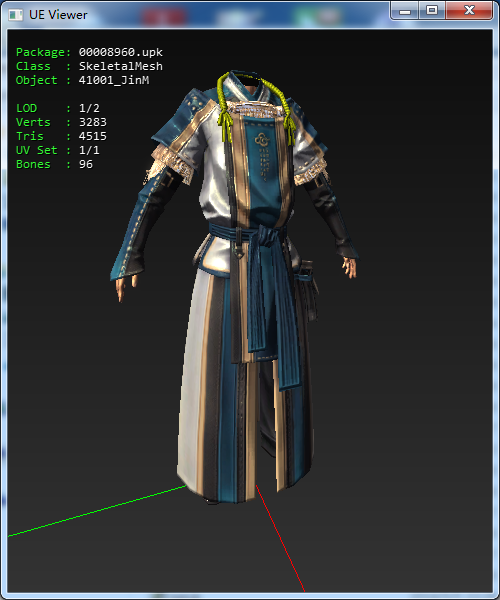 UE Viewer
Package: 00008960.upk
Class : SkeletalMesh
Object : 41001_JinM
LOD : 1/2
Verts : 3283
Tris : 4515
UV Set : 1/1
Bones : 96